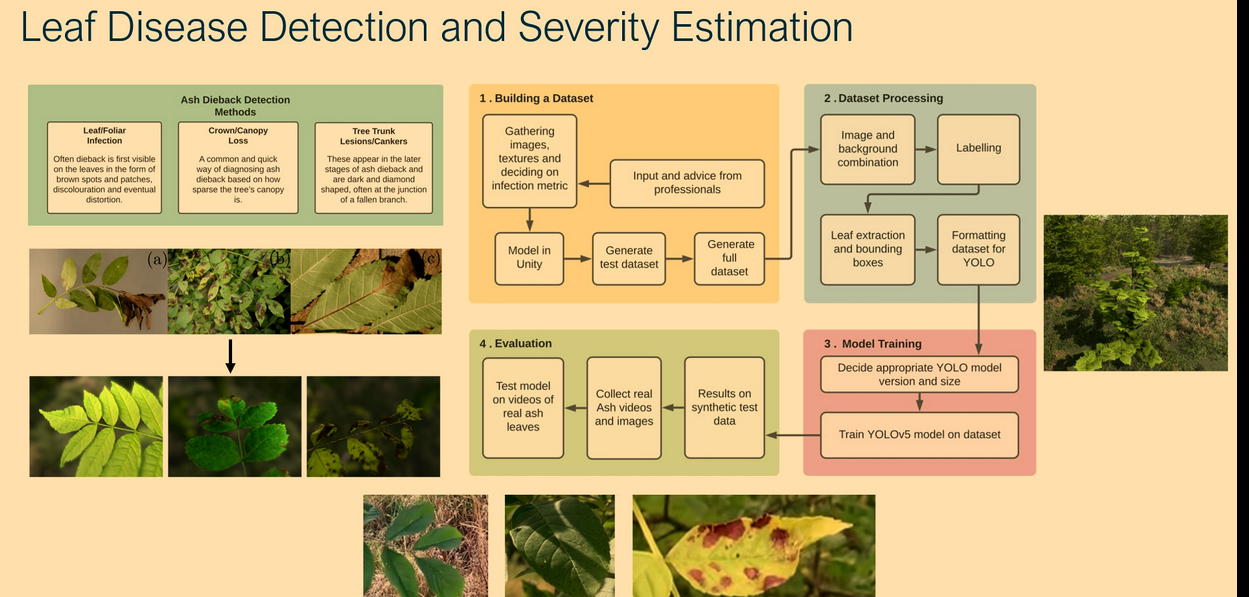 Leaf Disease Detection and Severity Estimation
Ash Dieback Detection
Methods
Leaf/Foliar
Infection
Often dieback is first visible
on the leaves in the form of
brown spots and patches,
discolouration and eventual
distortion.
Crown/Canopy
Loss
A common and quick
way of diagnosing ash
dieback based on how
sparse the tree's canopy
is.
Tree Trunk
Lesions/Cankers
These appear in the later
stages of ash dieback and
are dark and diamond
shaped, often at the junction
of a fallen branch.
(a)
(b)
(c)
1 . Building a Dataset
Gathering
images,
textures and
deciding on
infection metric
Input and advice from
professionals
Model in
Unity
Generate
test dataset
Generate
full
dataset
2 . Dataset Processing
Image and
background
combination
Labelling
Leaf extraction
and bounding
boxes
Formatting
dataset for
YOLO
3 . Model Training
Decide appropriate YOLO model
version and size
Train YOLOv5 model on dataset
4 . Evaluation
Test model
on videos of
real ash
leaves
Collect real
Ash videos
and images
Results on
synthetic test
data